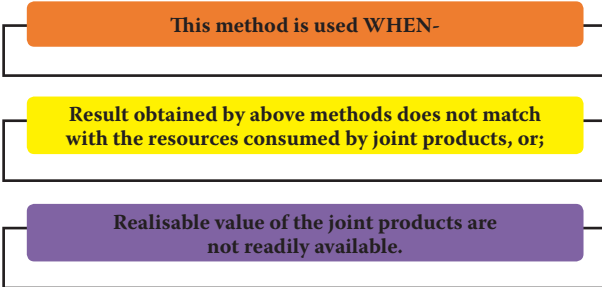 This method is used WHEN-
Result obtained by above methods does not match
with the resources consumed by joint products, or;
Realisable value of the joint products are
not readily available.